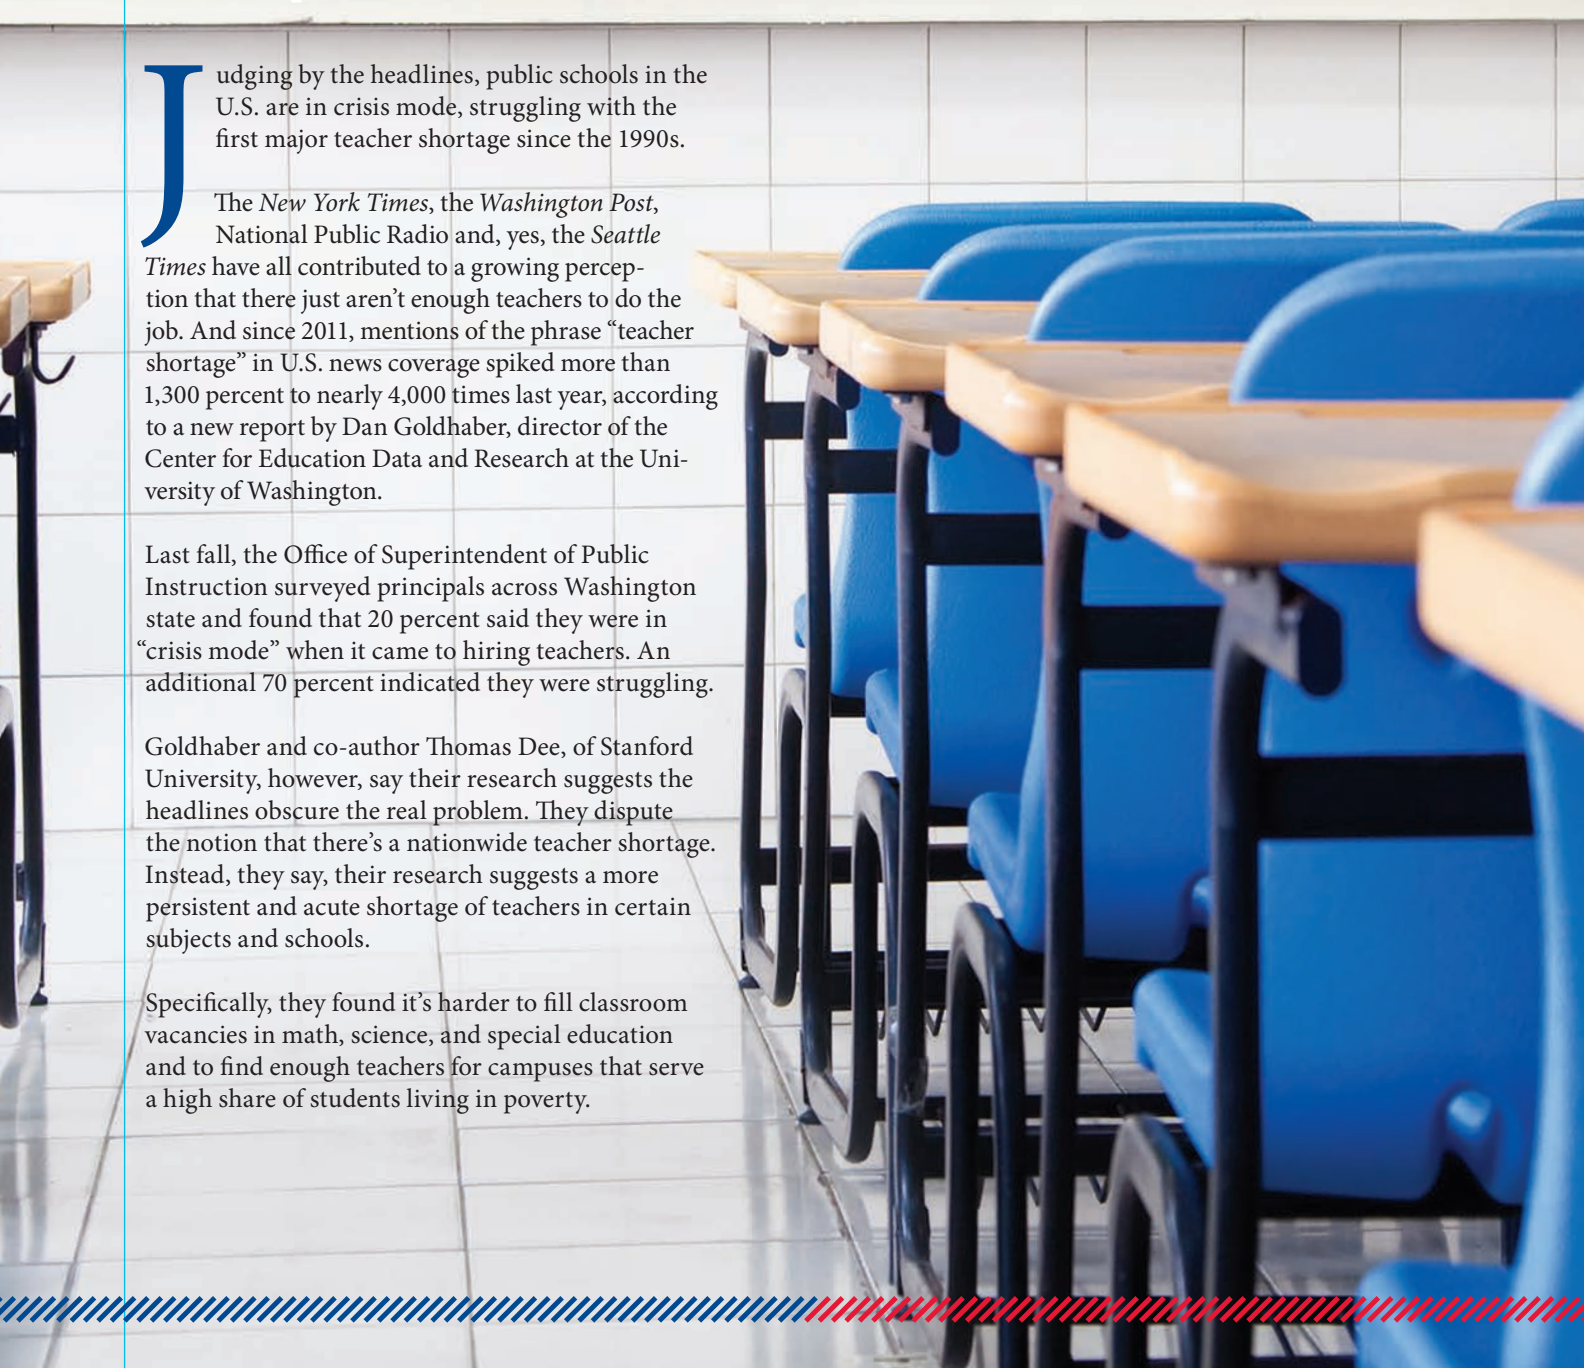 Judging by the headlines, public schools in the
U.S. are in crisis mode, struggling with the
first major teacher shortage since the 1990s.
The New York Times, the Washington Post,
National Public Radio and, yes, the Seattle
Times have all contributed to a growing percep-
tion that there just aren’t enough teachers to do the
job. And since 2011, mentions of the phrase “teacher
shortage” in U.S. news coverage spiked more than
1,300 percent to nearly 4,000 times last year, according
to a new report by Dan Goldhaber, director of the
Center for Education Data and Research at the Uni-
versity of Washington.
Last fall, the Office of Superintendent of Public
Instruction surveyed principals across Washington
state and found that 20 percent said they were in
“crisis mode” when it came to hiring teachers. An
additional 70 percent indicated they were struggling.
Goldhaber and co-author Thomas Dee, of Stanford
University, however, say their research suggests the
headlines obscure the real problem. They dispute
the notion that there’s a nationwide teacher shortage.
Instead, they say, their research suggests a more
persistent and acute shortage of teachers in certain
subjects and schools.
Specifically, they found it’s harder to fill classroom
vacancies in math, science, and special education
and to find enough teachers for campuses that serve
a high share of students living in poverty.